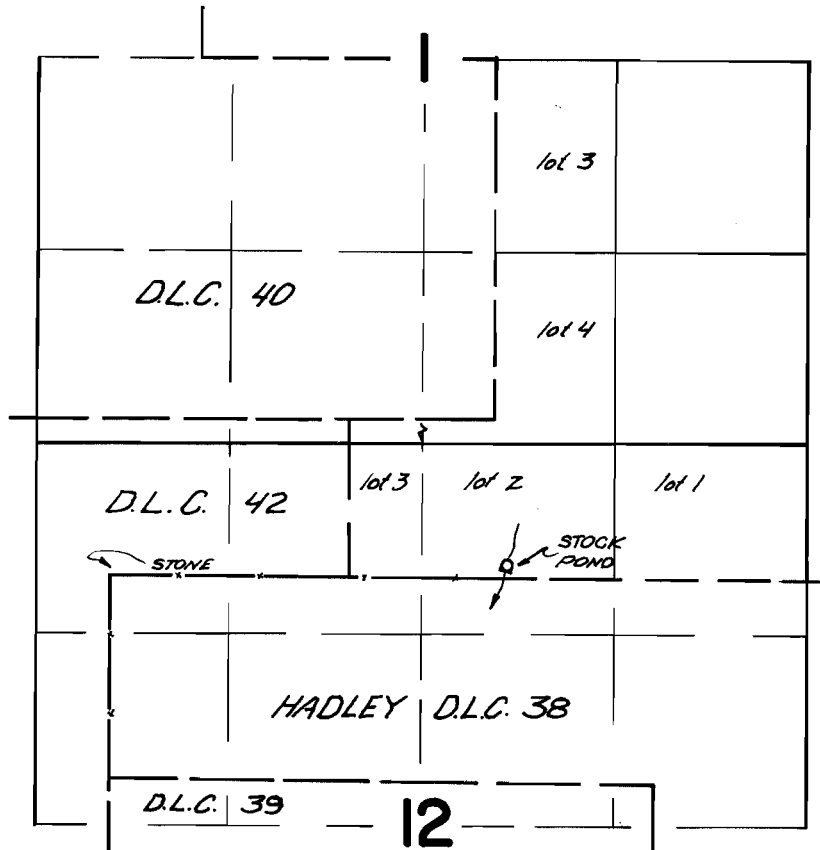 1
lot 3
D.L.C. 40
lot 4
D.L.C. 42
lot 3
lot 2
lot 1
STONE
STOCK
POND
HADLEY D.L.C. 38
D.L.C. 39
12